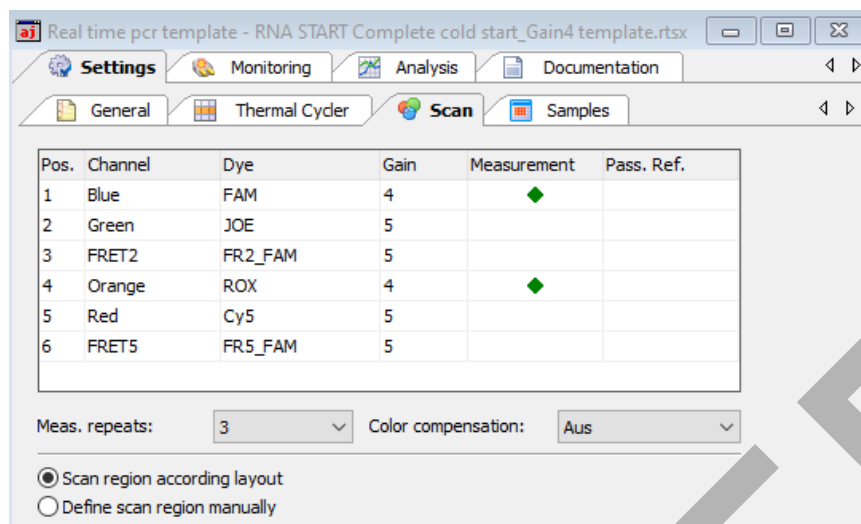 aj Real time pcr template - RNA START Complete cold start_Gain4 template.rtsx
Settings Monitoring Analysis Documentation
General Thermal Cycler Scan Samples
Pos. Channel Dye Gain Measurement Pass. Ref.
1 Blue FAM 4
2 Green JOE 5
3 FRET2 FR2_FAM 5
4 Orange ROX 4
5 Red Cy5 5
6 FRET5 FR5_FAM 5
Meas. repeats: 3 Color compensation: Aus
Scan region according layout
Define scan region manually